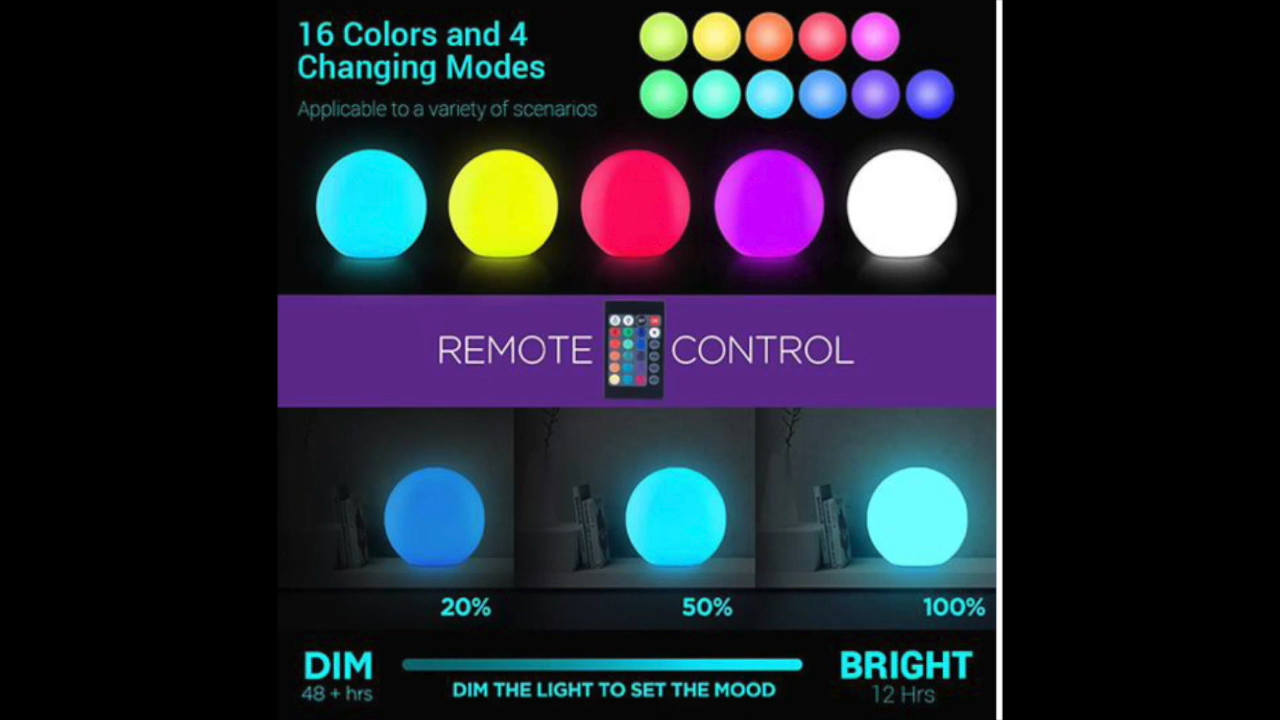 16 Colors and 4
Changing Modes
Applicable to a variety of scenarios
REMOTE CONTROL
20% 50% 100%
DIM BRIGHT
48 + hrs 12 Hrs
DIM THE LIGHT TO SET THE MOOD